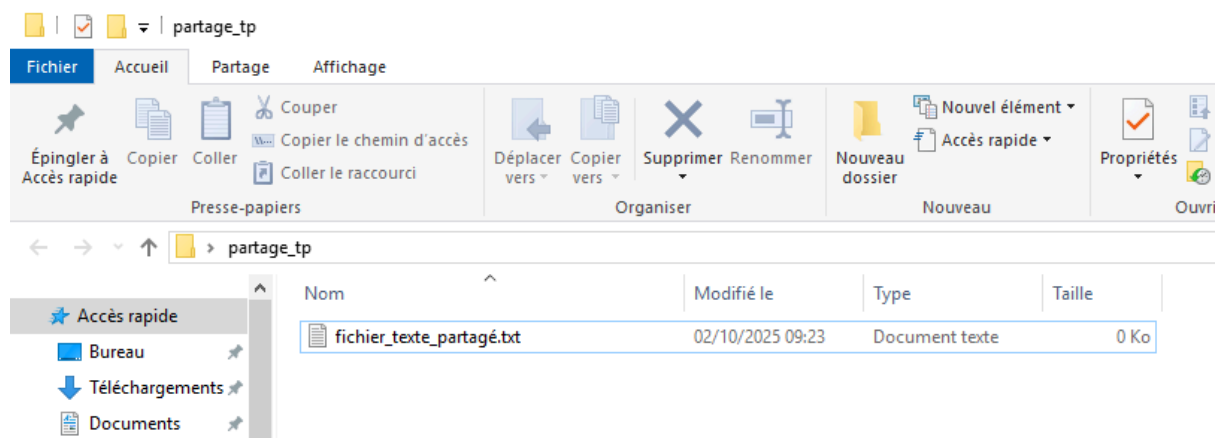 partage_tp
Fichier Accueil Partage Affichage
Épingler à Accès rapide
Copier
Coller
Couper
Copier le chemin d'accès
Coller le raccourci
Presse-papiers
Déplacer vers
Copier vers
Supprimer
Renommer
Organiser
Nouveau dossier
Nouvel élément
Accès rapide
Nouveau
Propriétés
Ouvri
partage_tp
Nom Modifié le Type Taille
fichier_texte_partagé.txt 02/10/2025 09:23 Document texte 0 Ko
Accès rapide
Bureau
Téléchargements
Documents